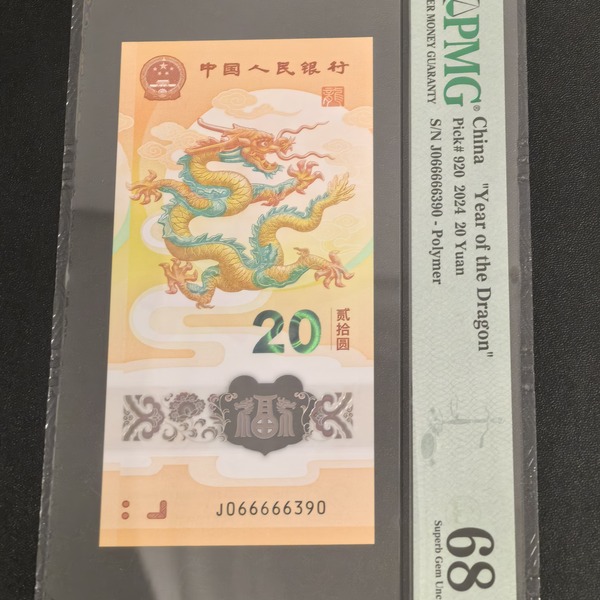 中国人民银行
20
贰拾圆
福
J066666390
PMG
ER MONEY GUARANTY
China "Year of the Dragon"
Pick# 920 2024 20 Yuan
S/N J066666390 - Polymer
68
Superb Gem Unc